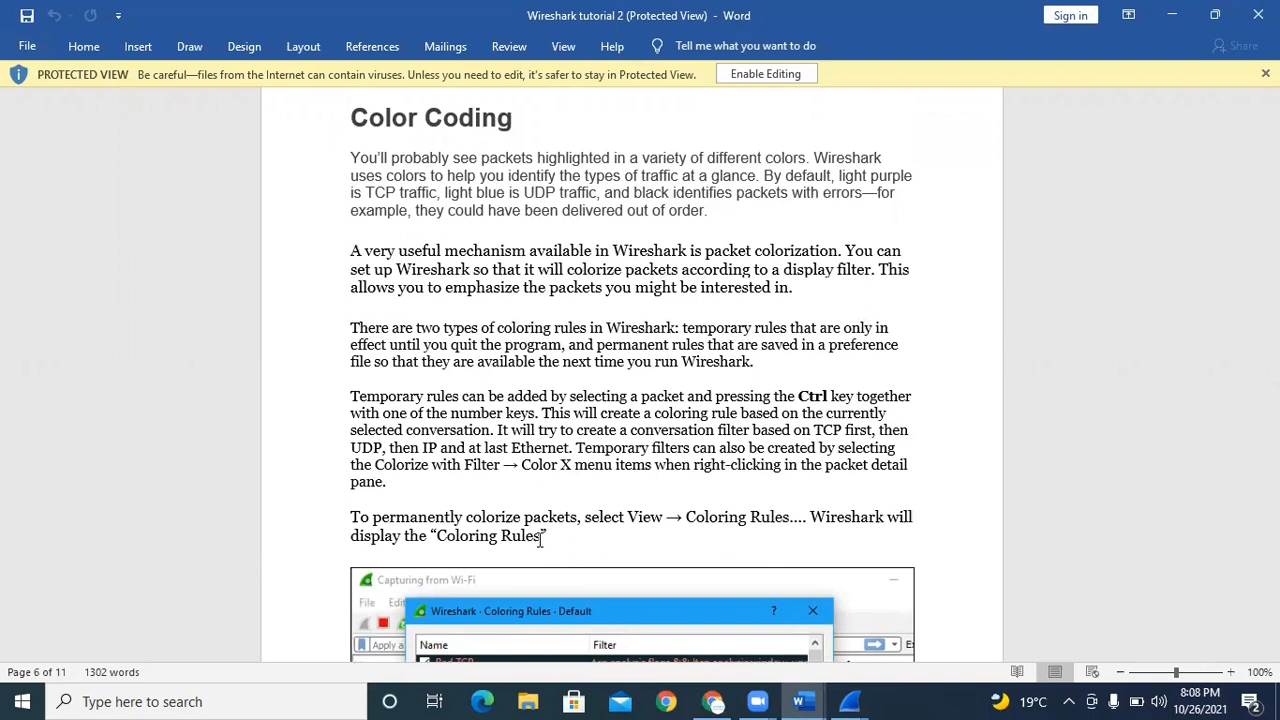 Wireshark tutorial 2 (Protected View) - Word
Sign in
File Home Insert Draw Design Layout References Mailings Review View Help Tell me what you want to do Share
PROTECTED VIEW Be careful—files from the Internet can contain viruses. Unless you need to edit, it's safer to stay in Protected View. Enable Editing
Color Coding
You'll probably see packets highlighted in a variety of different colors. Wireshark
uses colors to help you identify the types of traffic at a glance. By default, light purple
is TCP traffic, light blue is UDP traffic, and black identifies packets with errors—for
example, they could have been delivered out of order.
A very useful mechanism available in Wireshark is packet colorization. You can
set up Wireshark so that it will colorize packets according to a display filter. This
allows you to emphasize the packets you might be interested in.
There are two types of coloring rules in Wireshark: temporary rules that are only in
effect until you quit the program, and permanent rules that are saved in a preference
file so that they are available the next time you run Wireshark.
Temporary rules can be added by selecting a packet and pressing the Ctrl key together
with one of the number keys. This will create a coloring rule based on the currently
selected conversation. It will try to create a conversation filter based on TCP first, then
UDP, then IP and at last Ethernet. Temporary filters can also be created by selecting
the Colorize with Filter → Color X menu items when right-clicking in the packet detail
pane.
To permanently colorize packets, select View → Coloring Rules.... Wireshark will
display the “Coloring Rules”
Capturing from Wi-Fi
File Edi
Wireshark · Coloring Rules · Default ?
Apply a
Name Filter
Bad TCP
Page 6 of 11 1302 words 100%
Type here to search
19°C
8:08 PM
10/26/2021
2